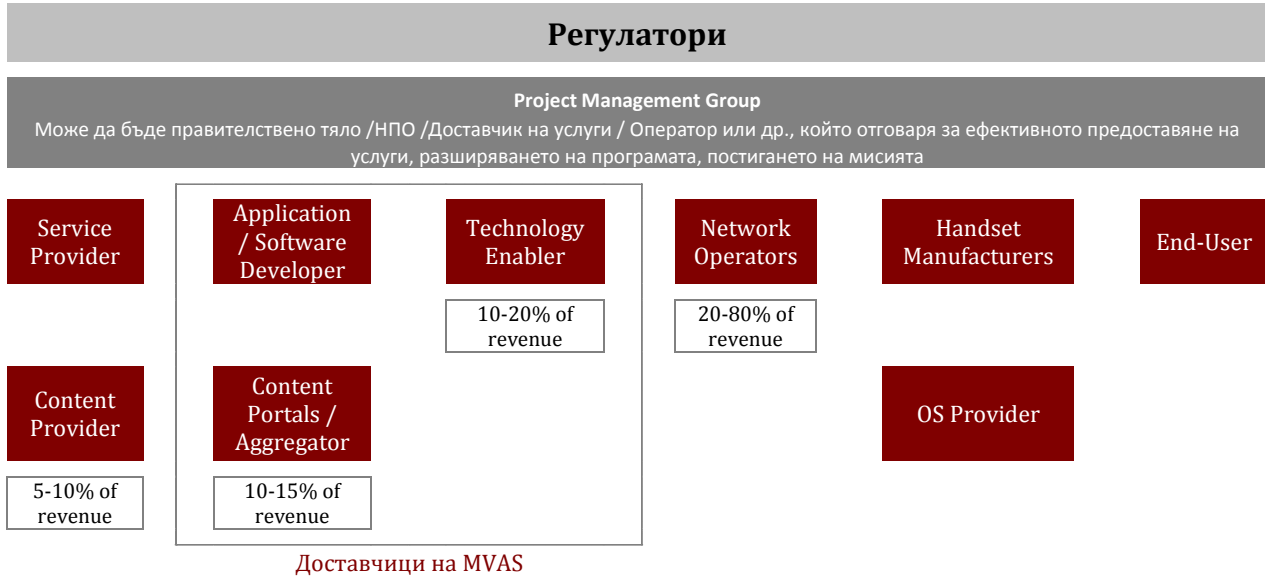 Регулатори
Project Management Group
Може да бъде правителствено тяло /НПО /Доставчик на услуги / Оператор или др., който отговаря за ефективното предоставяне на
услуги, разширяването на програмата, постигането на мисията
Service
Provider
Application
/ Software
Developer
Technology
Enabler
Network
Operators
Handset
Manufacturers
End-User
10-20% of
revenue
20-80% of
revenue
Content
Provider
Content
Portals /
Aggregator
OS Provider
5-10% of
revenue
10-15% of
revenue
Доставчици на MVAS